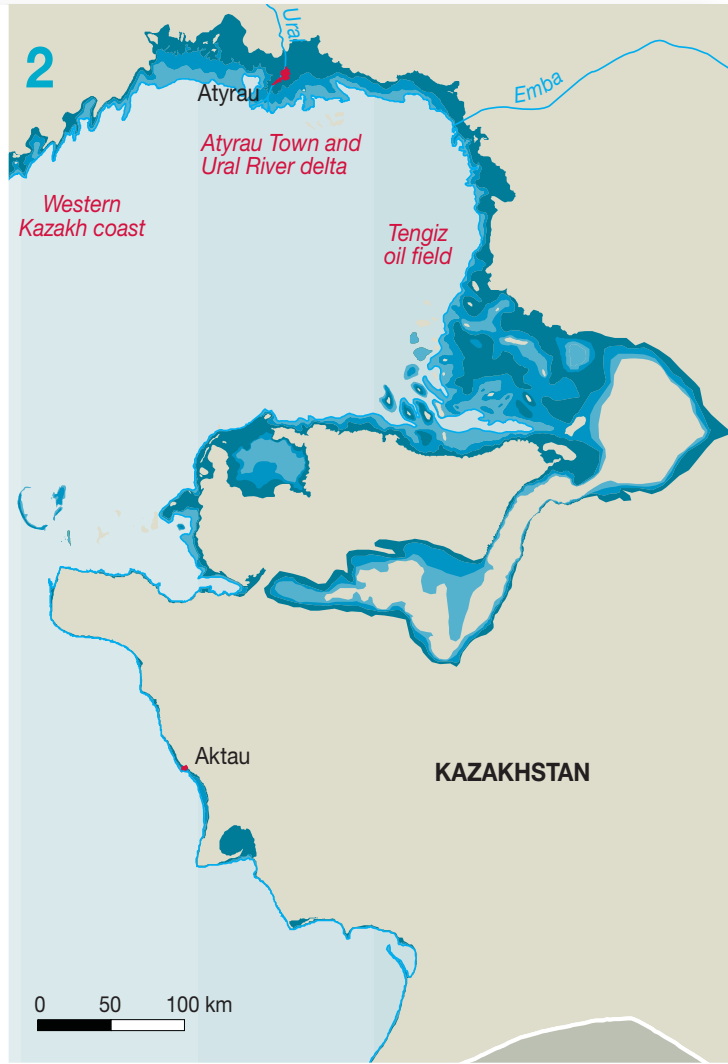 2
Ural
Emba
Atyrau
Atyrau Town and
Ural River delta
Western
Kazakh coast
Tengiz
oil field
Aktau
KAZAKHSTAN
0 50 100 km